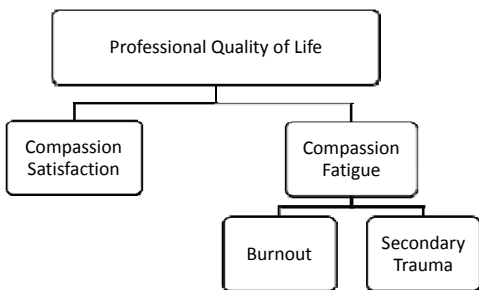 Professional Quality of Life
Compassion
Satisfaction
Compassion
Fatigue
Burnout
Secondary
Trauma